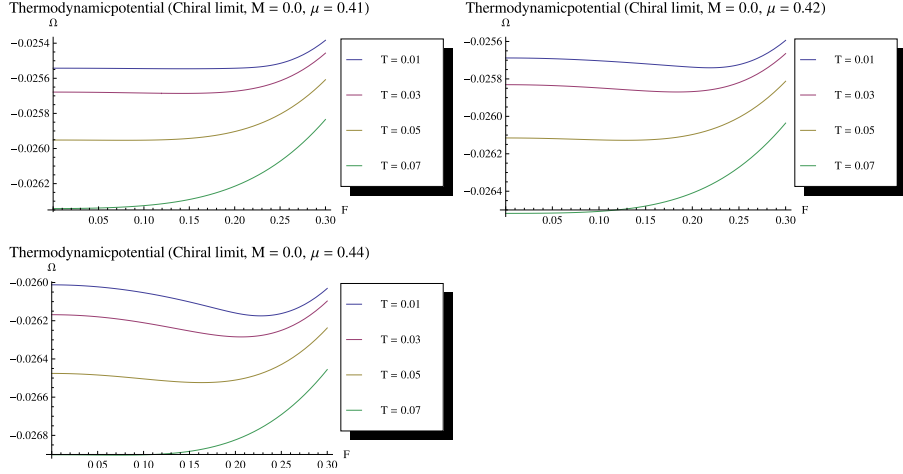 Thermodynamicpotential (Chiral limit, M = 0.0, μ = 0.41)
Ω
−0.0254
−0.0256
−0.0258
−0.0260
−0.0262
0.05 0.10 0.15 0.20 0.25 0.30
F
T = 0.01
T = 0.03
T = 0.05
T = 0.07
Thermodynamicpotential (Chiral limit, M = 0.0, μ = 0.42)
Ω
−0.0256
−0.0258
−0.0260
−0.0262
−0.0264
0.05 0.10 0.15 0.20 0.25 0.30
F
T = 0.01
T = 0.03
T = 0.05
T = 0.07
Thermodynamicpotential (Chiral limit, M = 0.0, μ = 0.44)
Ω
−0.0260
−0.0262
−0.0264
−0.0266
−0.0268
0.05 0.10 0.15 0.20 0.25 0.30
F
T = 0.01
T = 0.03
T = 0.05
T = 0.07